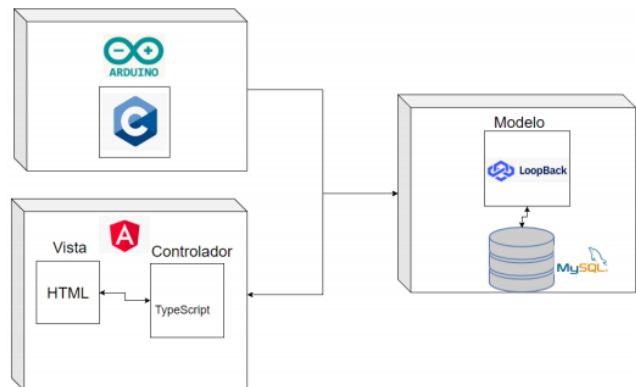 ARDUINO
C
Modelo
LoopBack
MySQL
A
Vista
Controlador
HTML
TypeScript